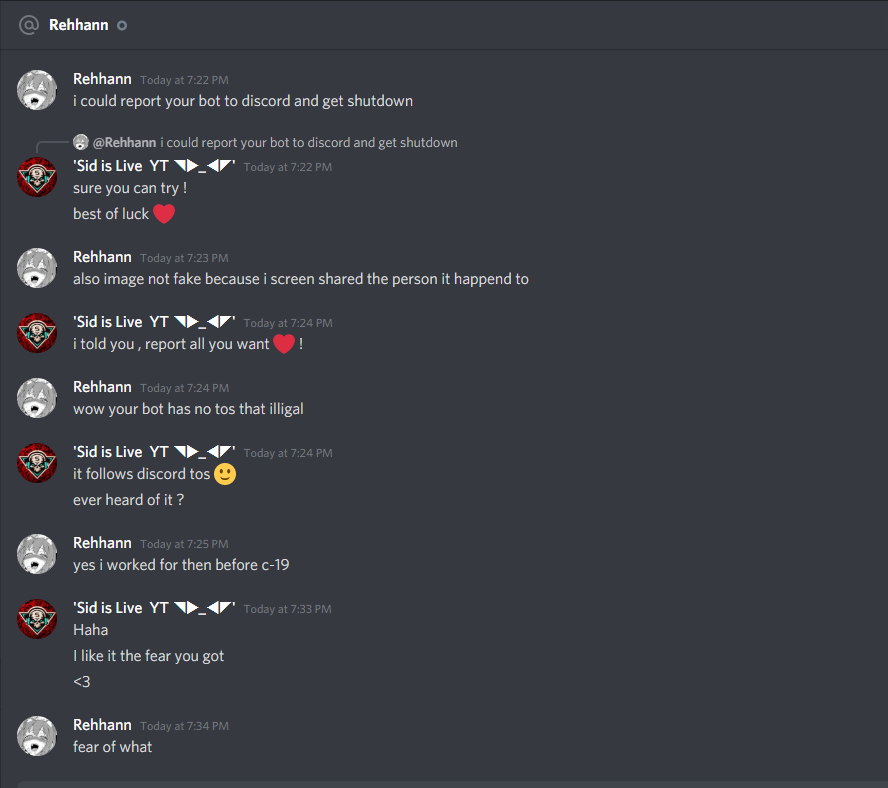 @ Rehhann
Rehhann Today at 7:22 PM
i could report your bot to discord and get shutdown
@Rehhann i could report your bot to discord and get shutdown
'Sid is Live YT ◥▶_◀◤' Today at 7:22 PM
sure you can try !
best of luck ❤️
Rehhann Today at 7:23 PM
also image not fake because i screen shared the person it happend to
'Sid is Live YT ◥▶_◀◤' Today at 7:24 PM
i told you , report all you want ❤️ !
Rehhann Today at 7:24 PM
wow your bot has no tos that illigal
'Sid is Live YT ◥▶_◀◤' Today at 7:24 PM
it follows discord tos 🙂
ever heard of it ?
Rehhann Today at 7:25 PM
yes i worked for then before c-19
'Sid is Live YT ◥▶_◀◤' Today at 7:33 PM
Haha
I like it the fear you got
<3
Rehhann Today at 7:34 PM
fear of what